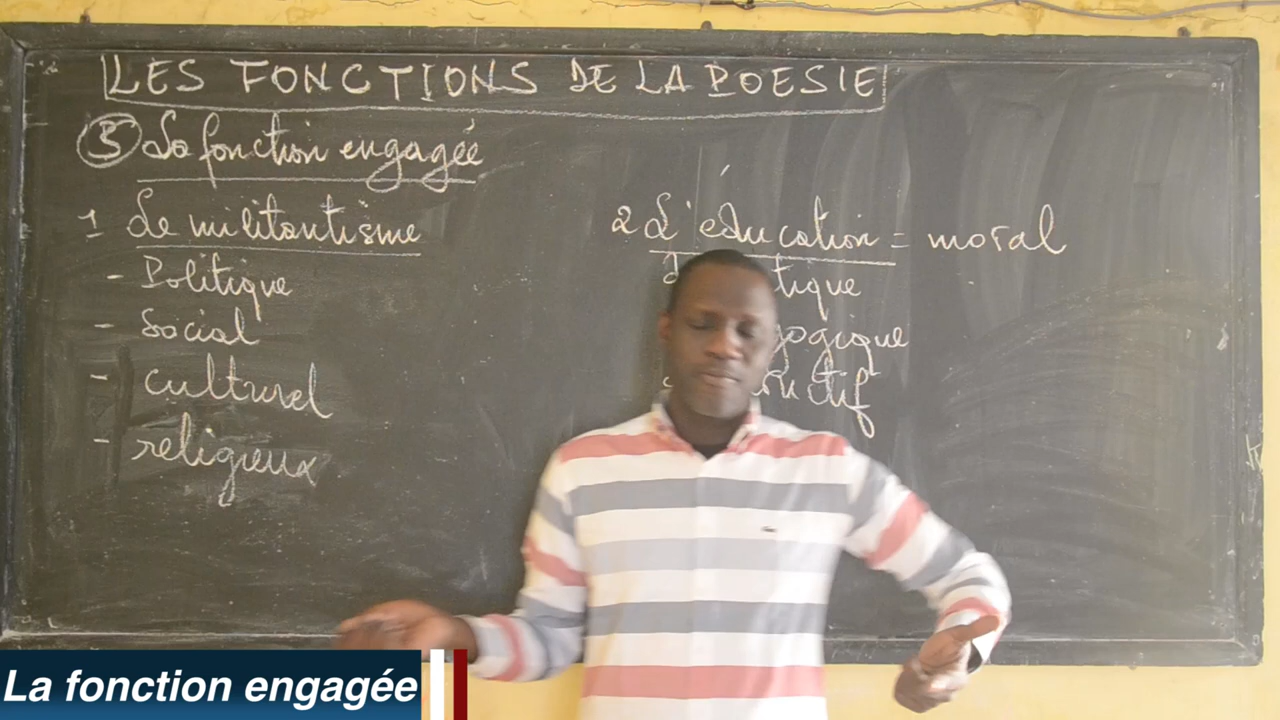 LES FONCTIONS DE LA POESIE
3 La fonction engagée
1 Le militantisme
- Politique
- Social
- culturel
- religieux
2 L'éducation = moral
La fonction engagée